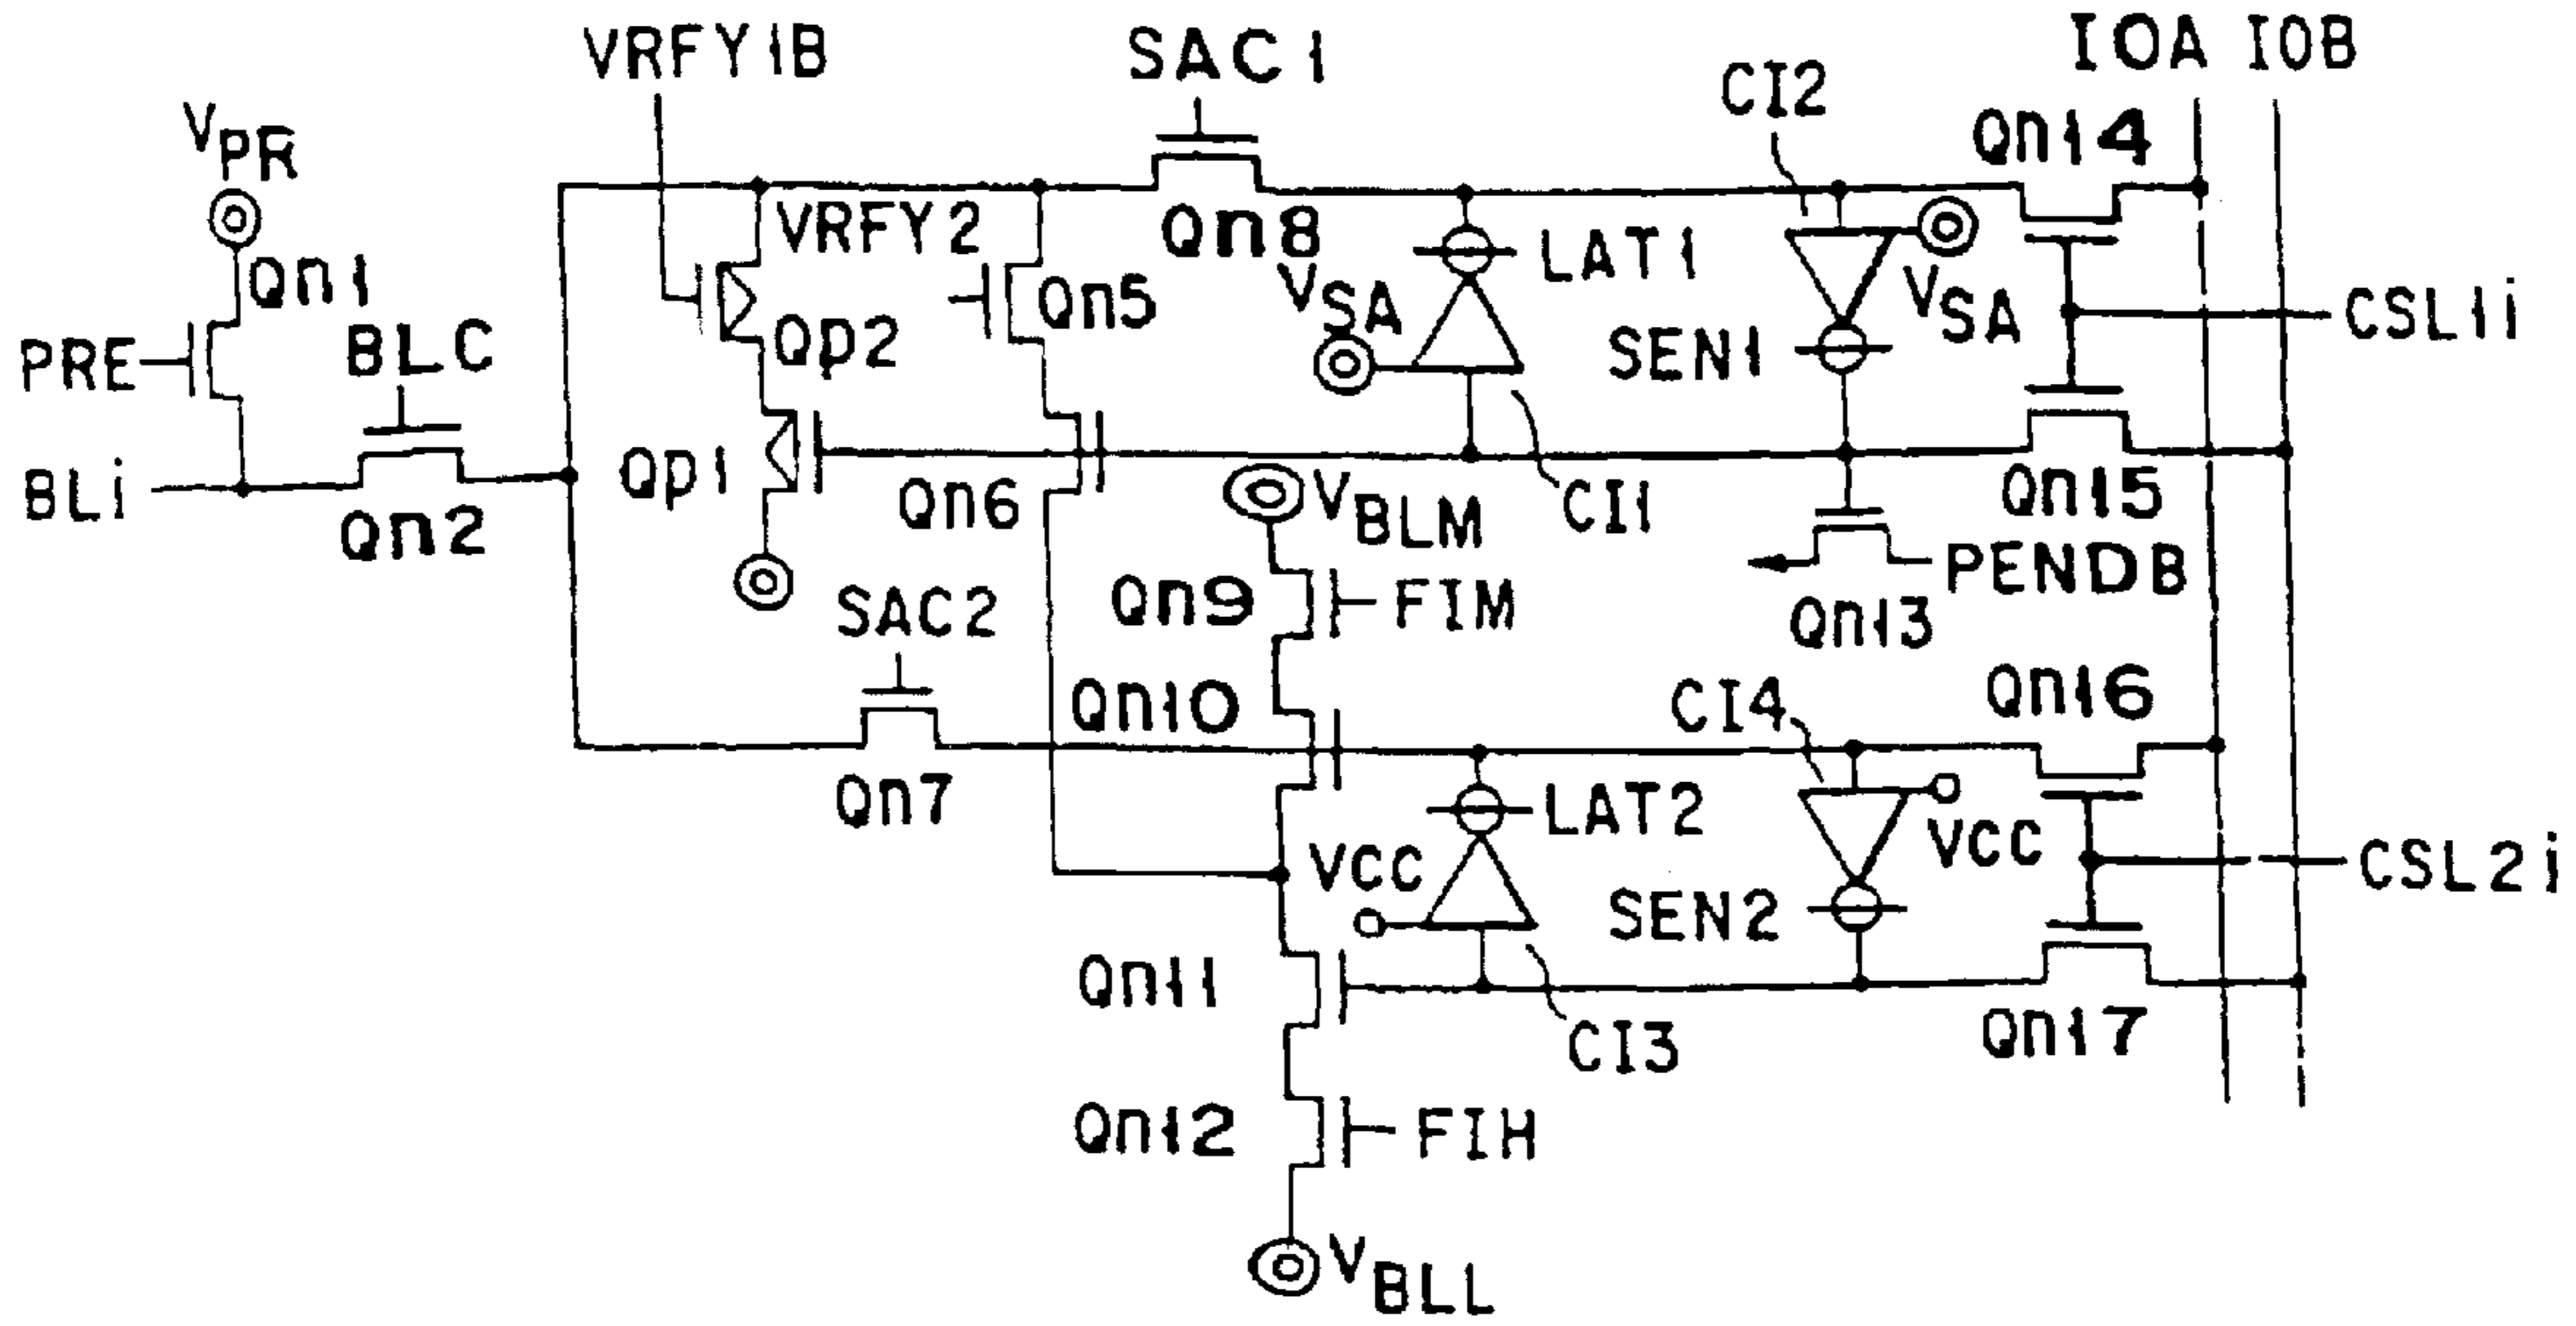 VRFY1B
SAC1
IOA IOB
CI2
VPR
Qn14
VRFY2
Qn8
LAT1
VSA
Qn1
Qn5
VSA
CSL1i
PRE
BLC
Qp2
SEN1
Qp1
Qn6
VBLM
CI1
Qn15
BLi
Qn2
PENDB
Qn9
FIM
SAC2
Qn13
Qn10
CI4
Qn16
Qn7
LAT2
VCC
VCC
CSL2i
SEN2
Qn11
CI3
Qn17
Qn12
FIH
VBLL